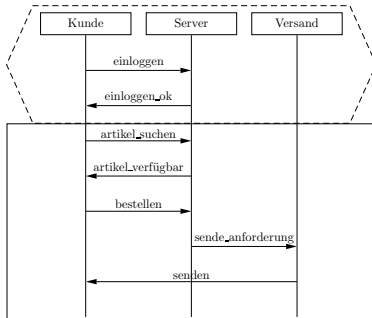 Kunde Server Versand
einloggen
einloggen_ok
artikel_suchen
artikel_verfügbar
bestellen
sende_anforderung
senden